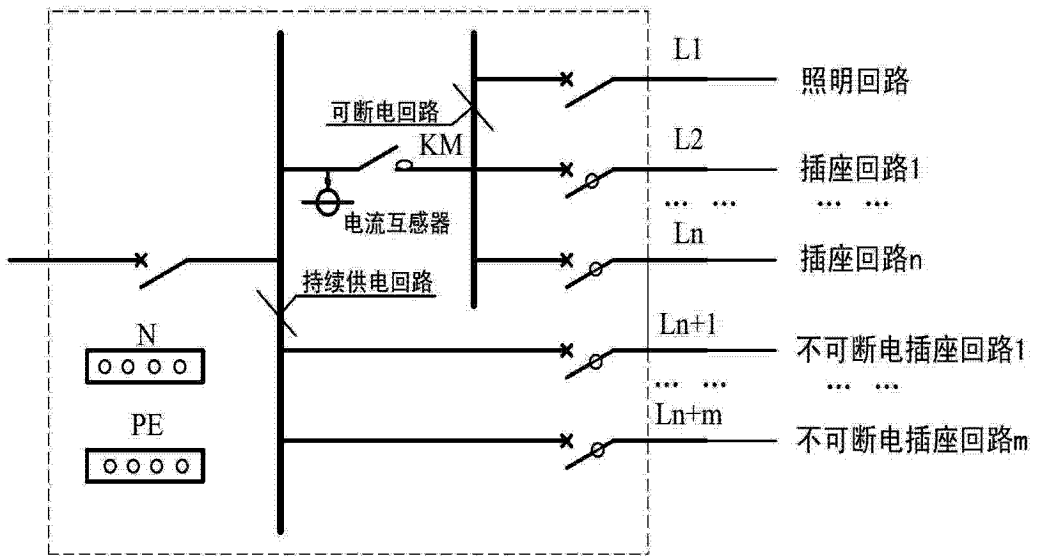 L1
照明回路
可断电回路
KM
L2
插座回路1
... ... ... ...
电流互感器
Ln
插座回路n
持续供电回路
N
Ln+1
不可断电插座回路1
... ... ... ...
PE
Ln+m
不可断电插座回路m